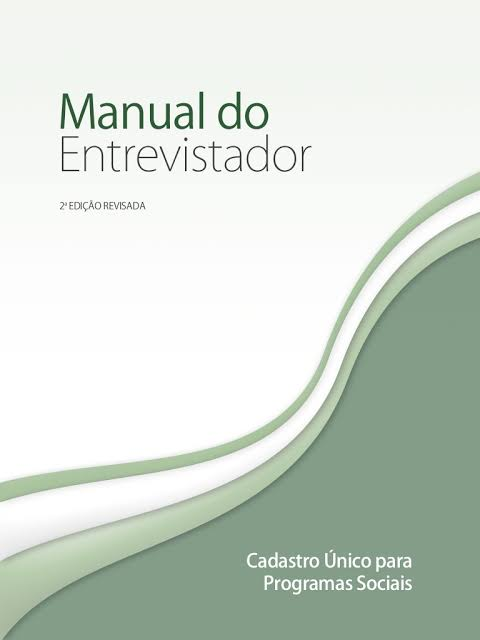 Manual do
Entrevistador
2ª EDIÇÃO REVISADA
Cadastro Único para
Programas Sociais